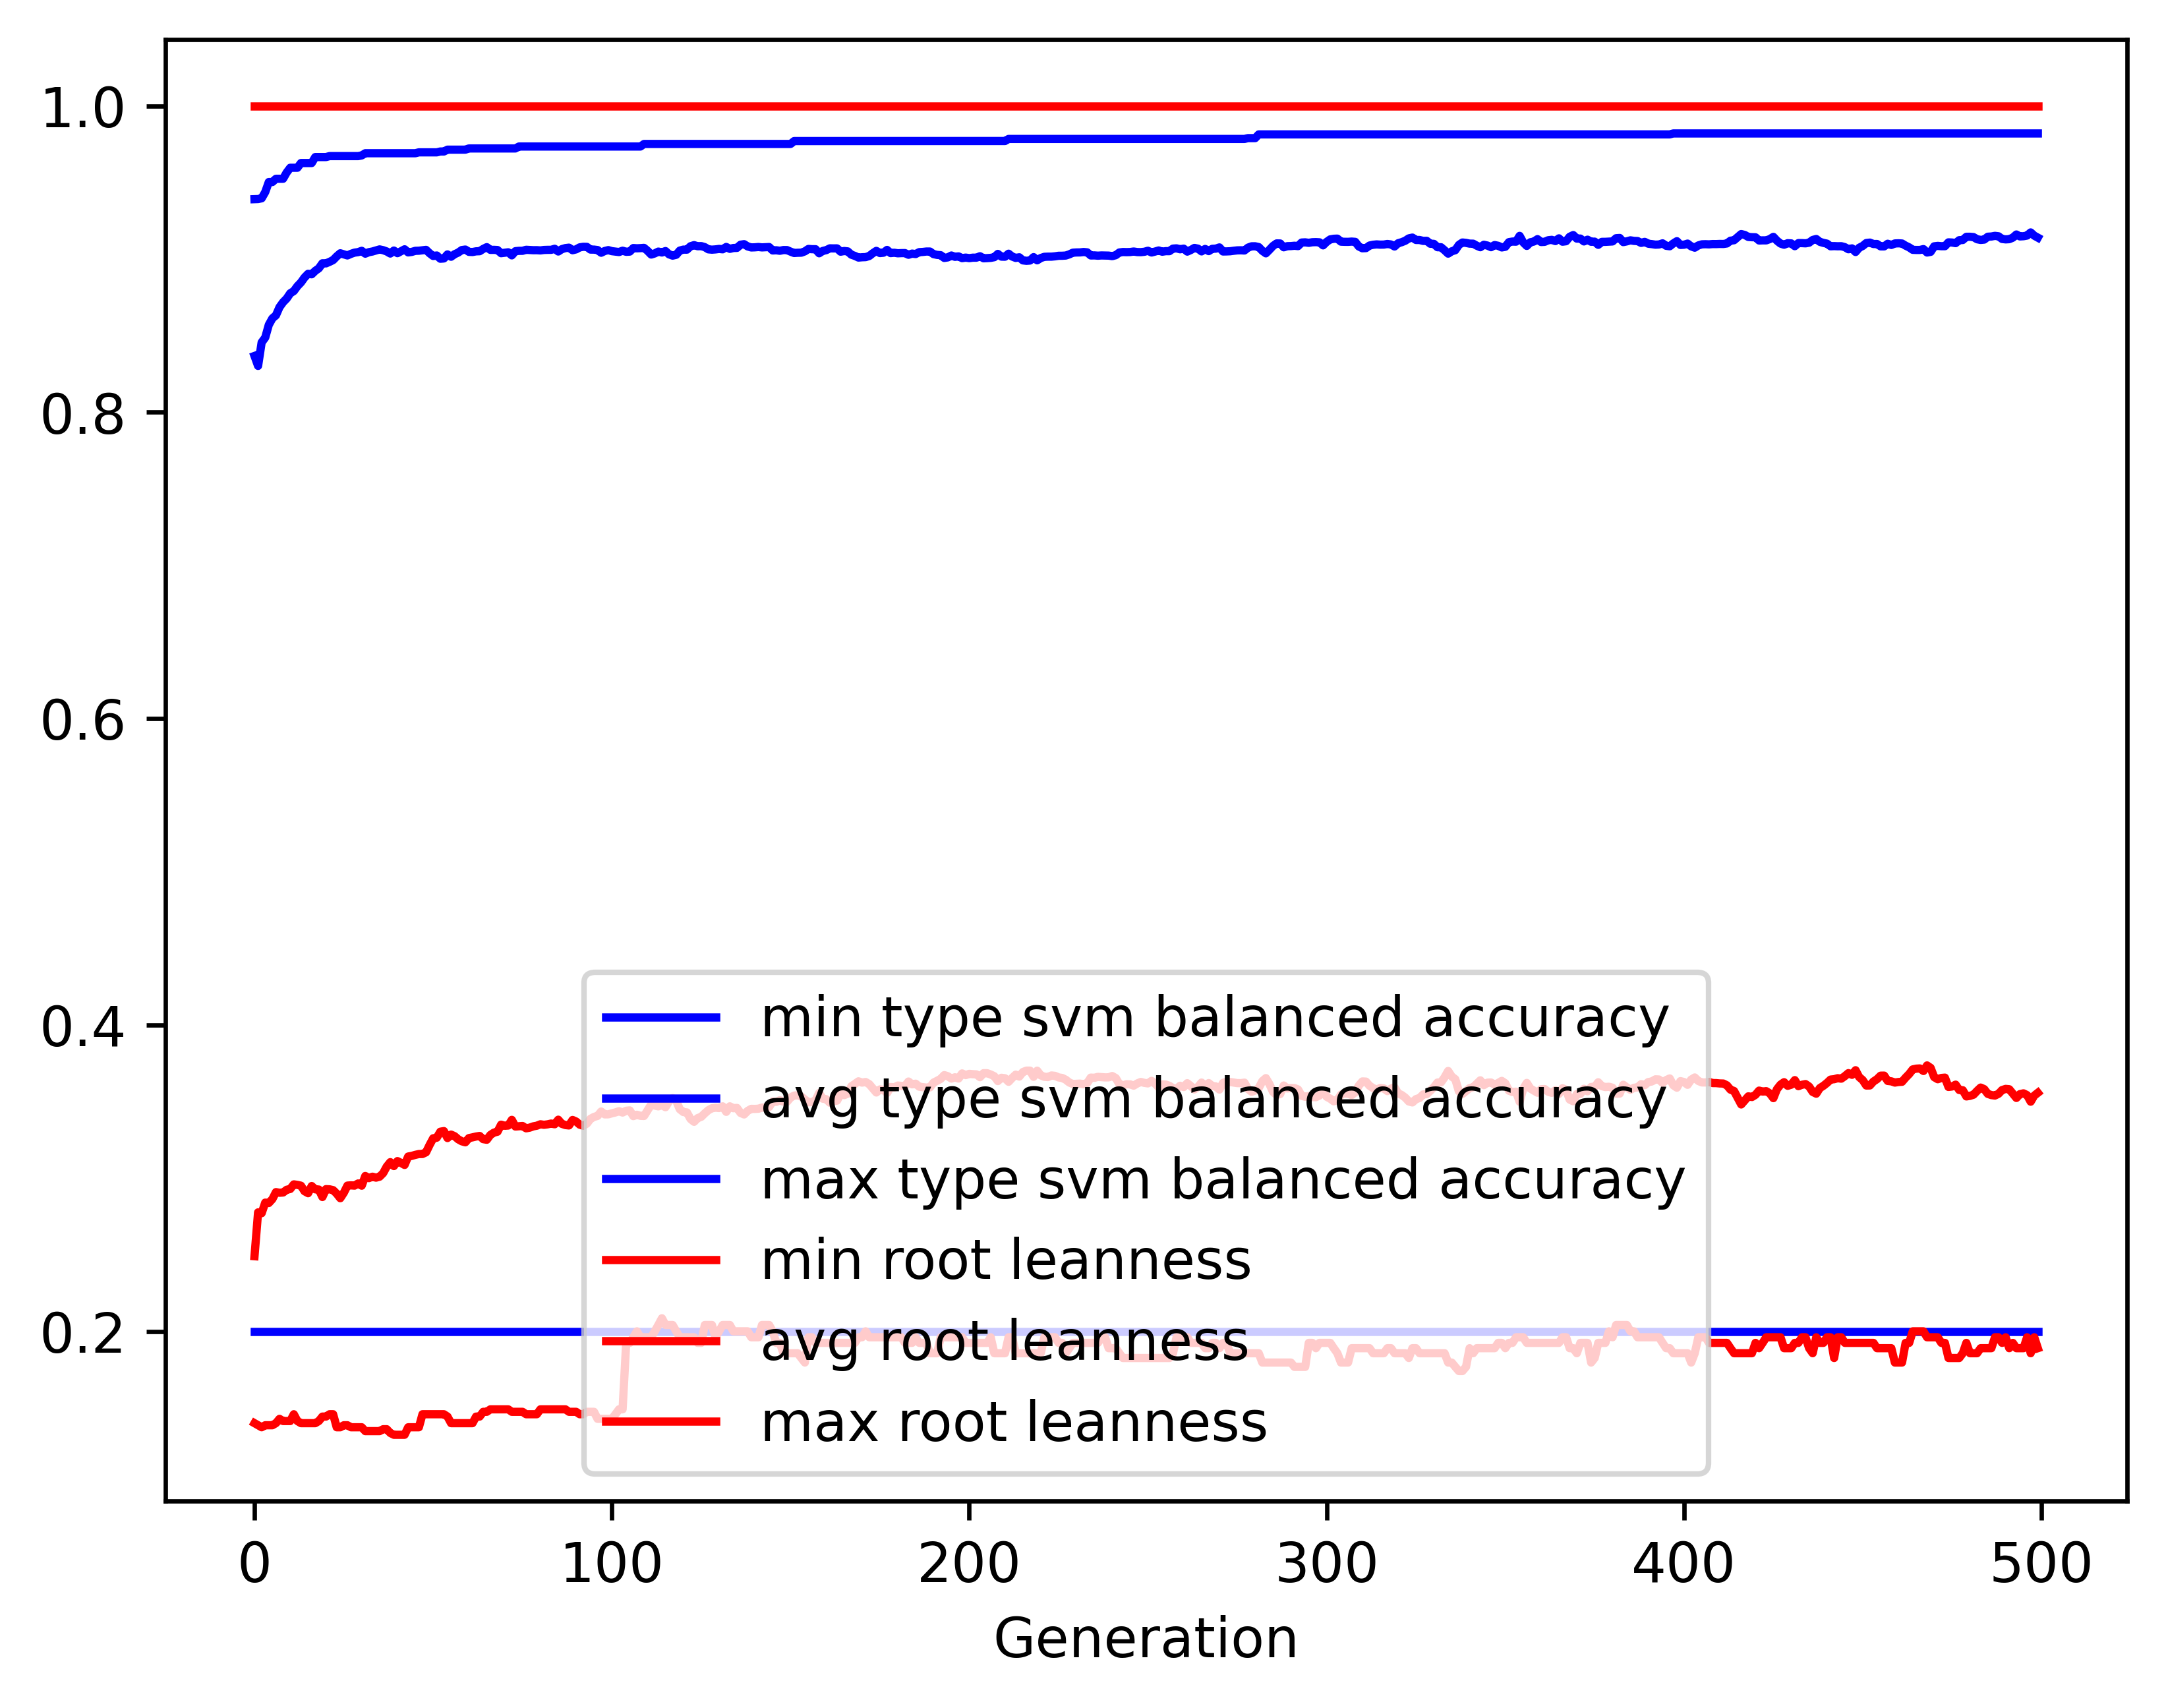 1.0
0.8
0.6
0.4
0.2
min type svm balanced accuracy
avg type svm balanced accuracy
max type svm balanced accuracy
min root leanness
avg root leanness
max root leanness
0 100 200 300 400 500
Generation